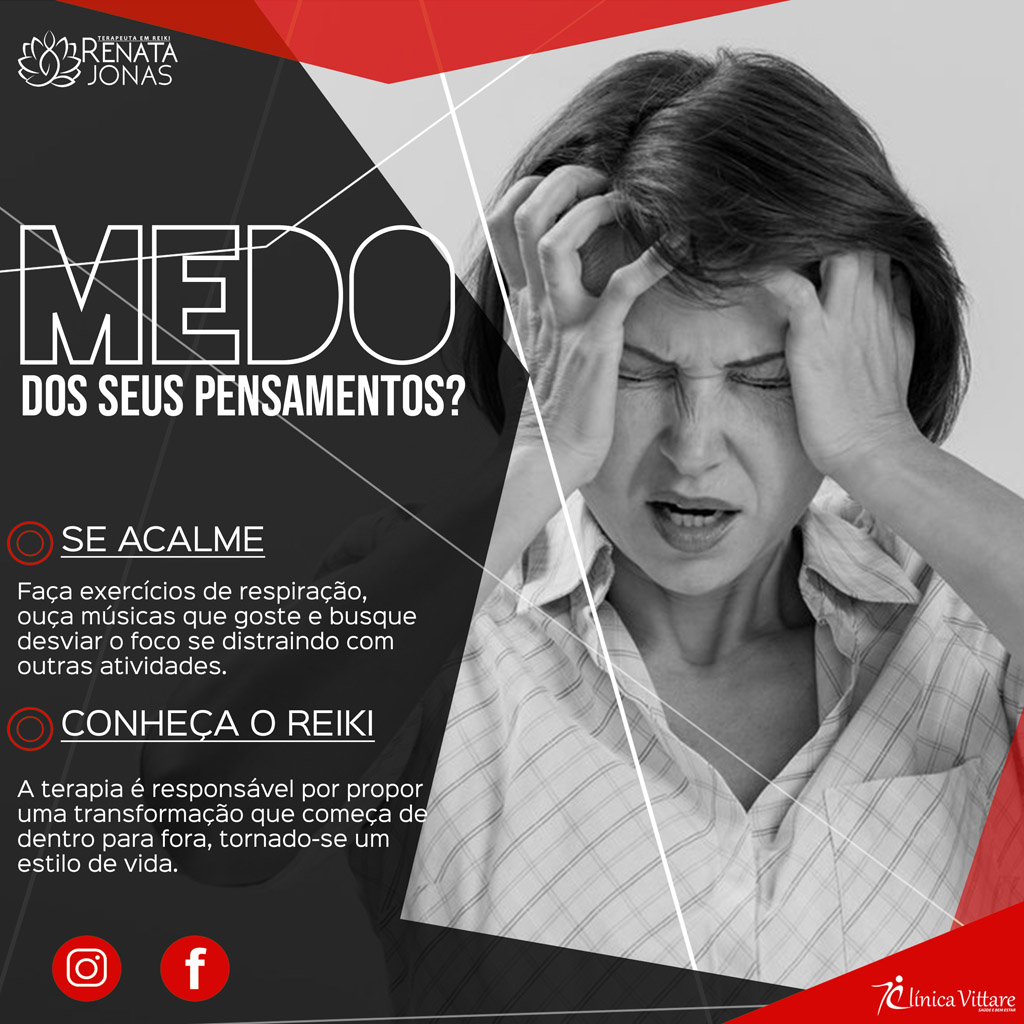 TERAPEUTA EM REIKI
RENATA
JONAS
MEDO
DOS SEUS PENSAMENTOS?
SE ACALME
Faça exercícios de respiração,
ouça músicas que goste e busque
desviar o foco se distraindo com
outras atividades.
CONHEÇA O REIKI
A terapia é responsável por propor
uma transformação que começa de
dentro para fora, tornado-se um
estilo de vida.
Clínica Vittare
SAÚDE E BEM ESTAR